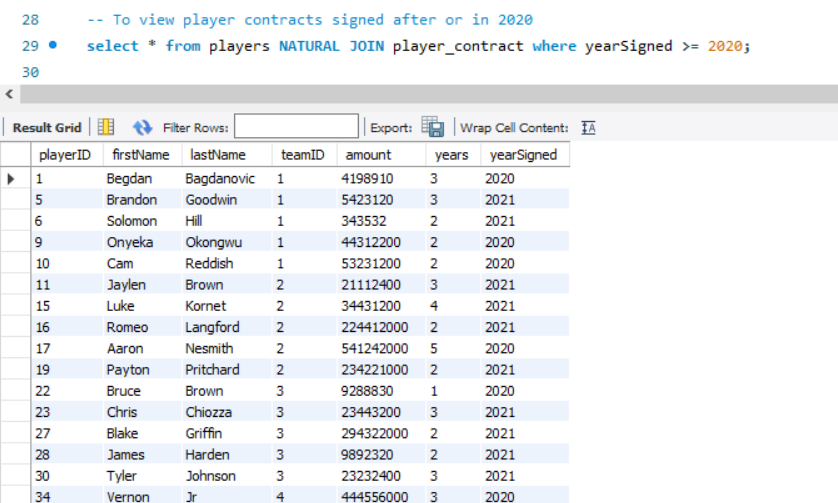 28 -- To view player contracts signed after or in 2020
29 select * from players NATURAL JOIN player_contract where yearSigned >= 2020;
30
Result Grid Filter Rows: Export: Wrap Cell Content: IA
playerID firstName lastName teamID amount years yearSigned
1 Begdan Bagdanovic 1 4198910 3 2020
5 Brandon Goodwin 1 5423120 3 2021
6 Solomon Hill 1 343532 2 2021
9 Onyeka Okongwu 1 44312200 2 2020
10 Cam Reddish 1 53231200 2 2020
11 Jaylen Brown 2 21112400 3 2021
15 Luke Kornet 2 34431200 4 2021
16 Romeo Langford 2 224412000 2 2021
17 Aaron Nesmith 2 541242000 5 2020
19 Payton Pritchard 2 234221000 2 2021
22 Bruce Brown 3 9288830 1 2020
23 Chris Chiozza 3 23443200 3 2021
27 Blake Griffin 3 294322000 2 2021
28 James Harden 3 9892320 2 2021
30 Tyler Johnson 3 23232400 3 2021
34 Vernon Jr 4 444556000 3 2020